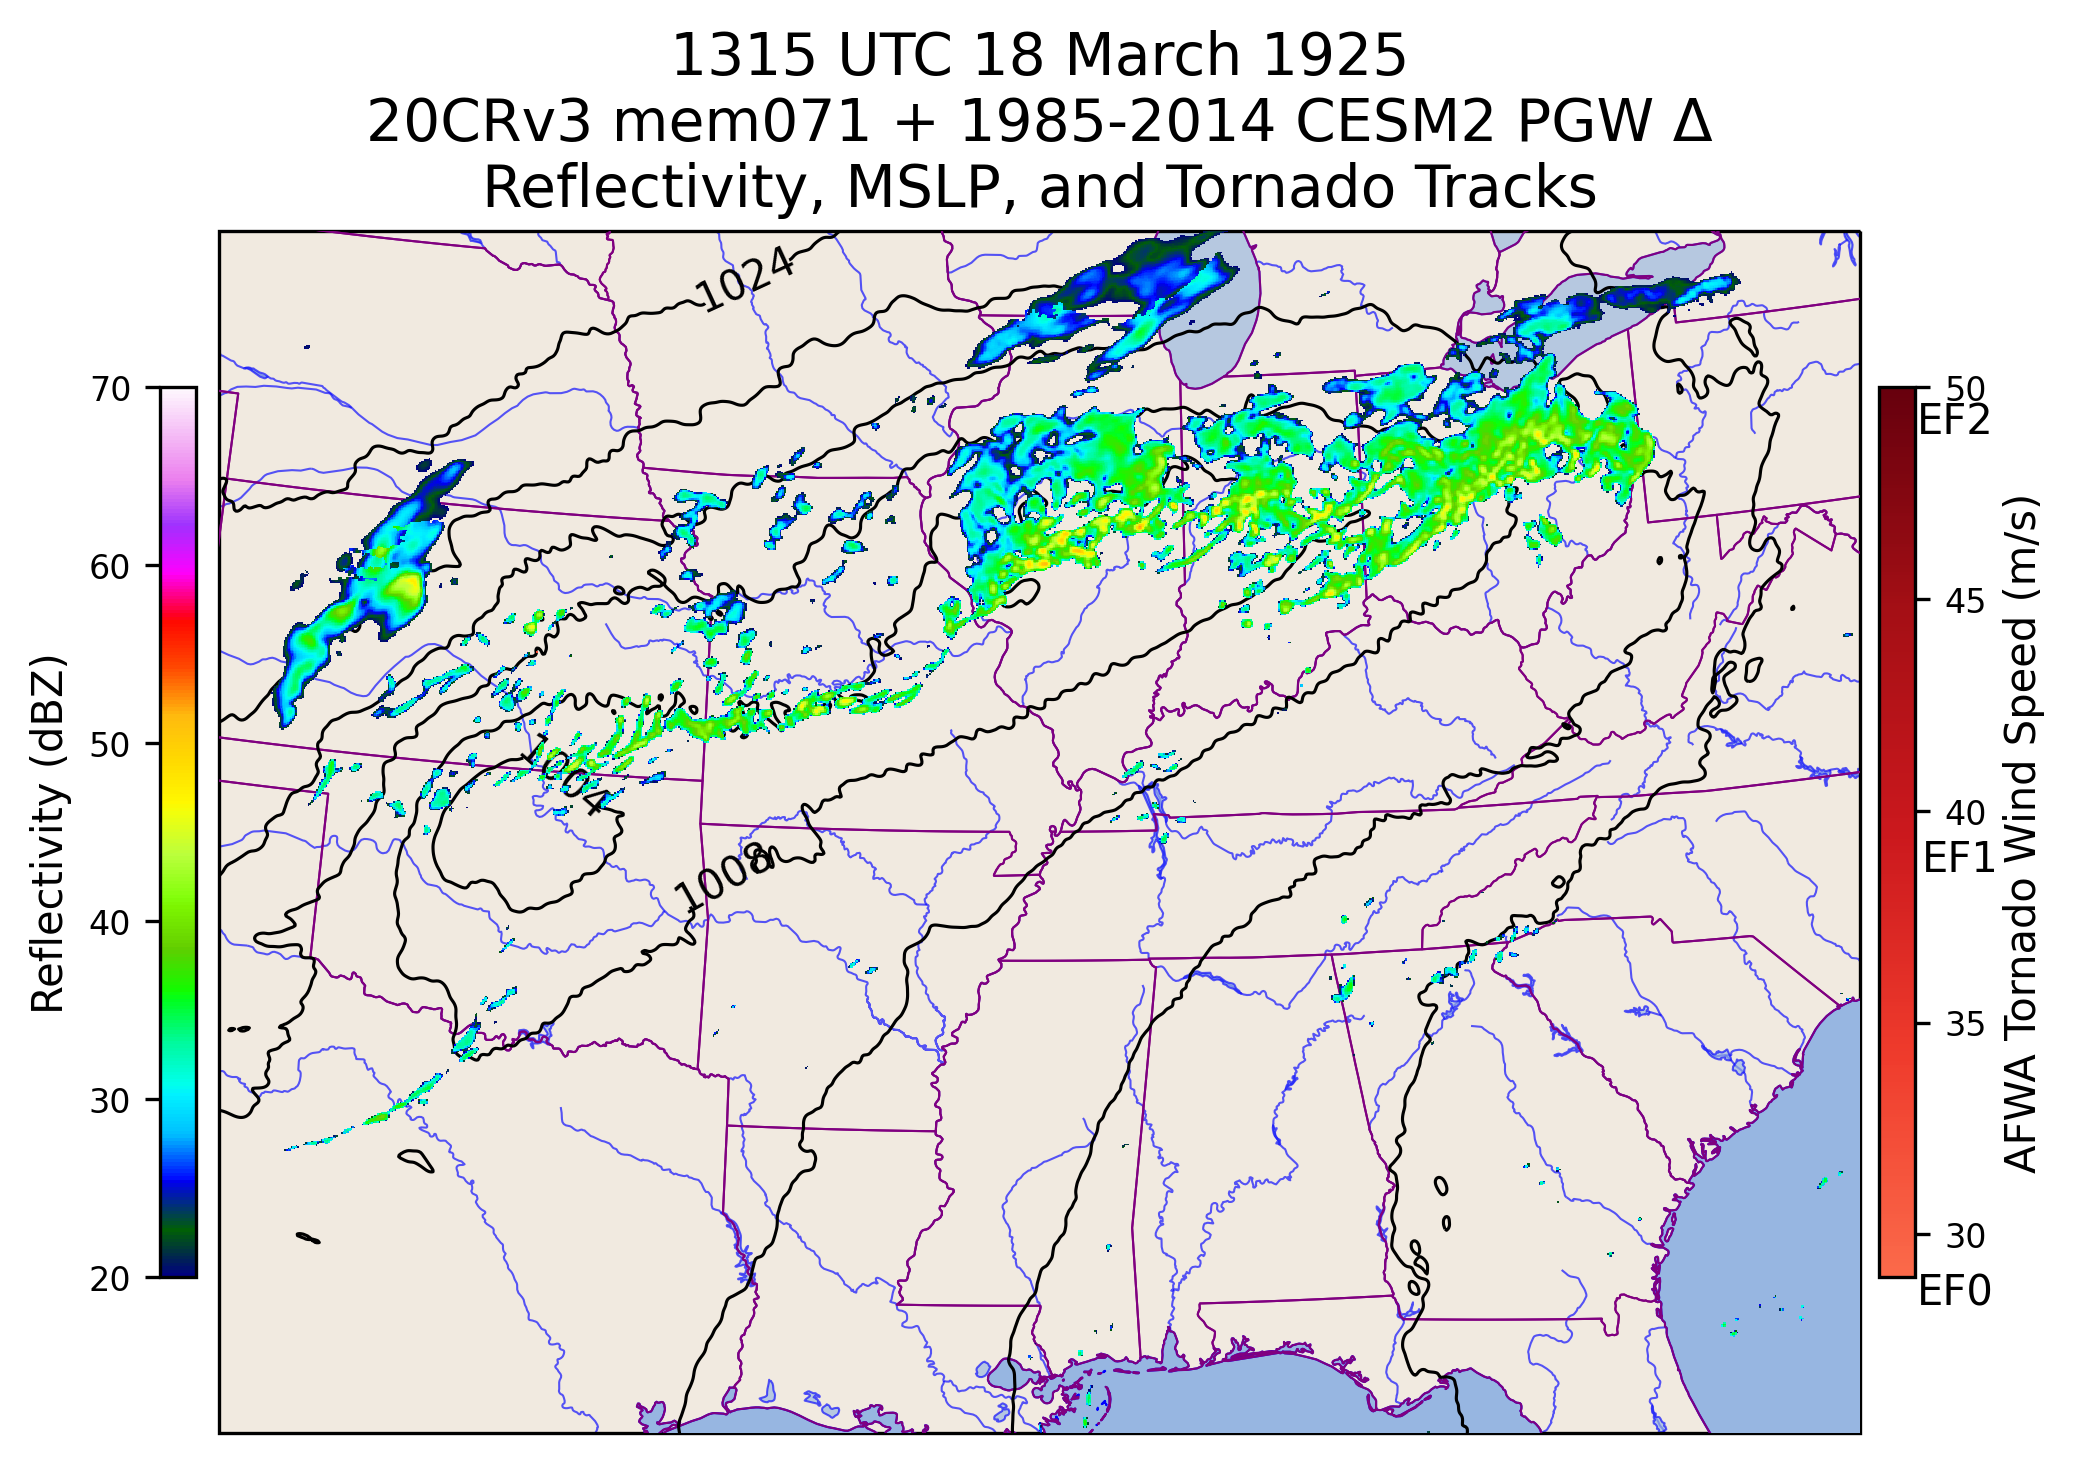 1315 UTC 18 March 1925
20CRv3 mem071 + 1985-2014 CESM2 PGW Δ
Reflectivity, MSLP, and Tornado Tracks
1024
1004
1008
Reflectivity (dBZ)
70
60
50
40
30
20
50
EF2
45
40
EF1
35
30
EF0
AFWA Tornado Wind Speed (m/s)